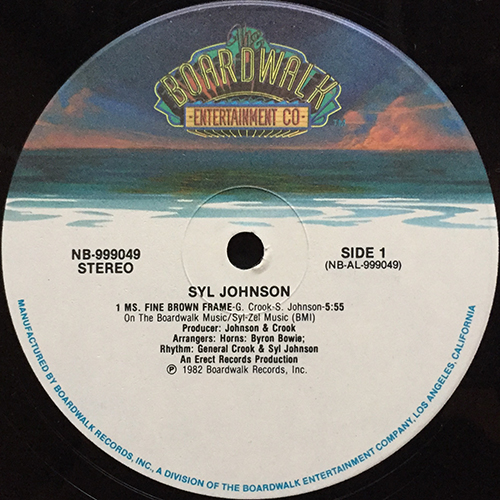 The
BOARDWALK
ENTERTAINMENT CO
NB-999049
STEREO
SIDE 1
(NB-AL-999049)
SYL JOHNSON
1 MS. FINE BROWN FRAME-G. Crook-S. Johnson-5:55
On The Boardwalk Music/Syl-Zel Music (BMI)
Producer: Johnson & Crook
Arrangers: Horns: Byron Bowie;
Rhythm: General Crook & Syl Johnson
An Erect Records Production
℗ 1982 Boardwalk Records, Inc.
MANUFACTURED BY BOARDWALK RECORDS, INC., A DIVISION OF THE BOARDWALK ENTERTAINMENT COMPANY, LOS ANGELES, CALIFORNIA